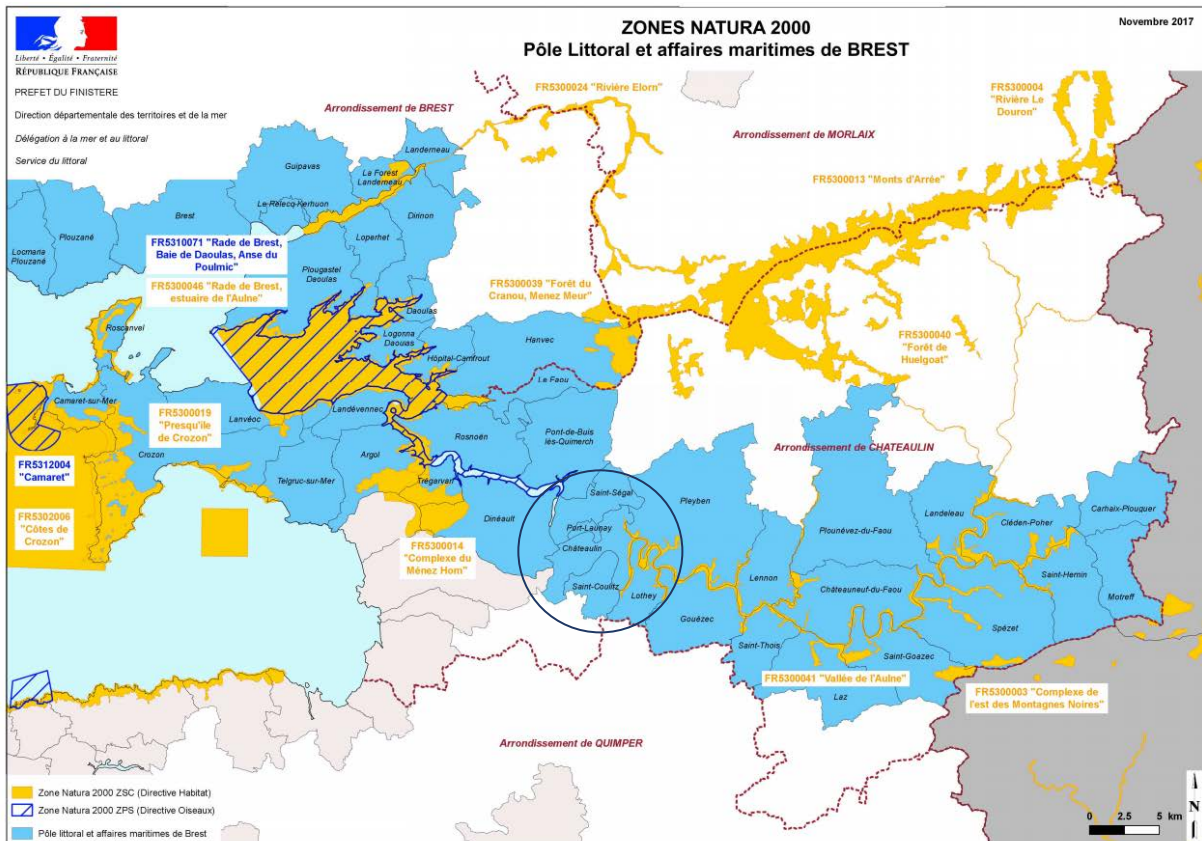 ZONES NATURA 2000
Pôle Littoral et affaires maritimes de BREST
Novembre 2017
Liberté • Égalité • Fraternité
RÉPUBLIQUE FRANÇAISE
PREFET DU FINISTERE
Direction départementale des territoires et de la mer
Délégation à la mer et au littoral
Service du littoral
Arrondissement de BREST
FR5300024 "Rivière Elorn"
Arrondissement de MORLAIX
FR5300004
"Rivière Le
Douron"
FR5300013 "Monts d'Arrée"
Landerneau
Guipavas
La Forest
Landerneau
Le Relecq-Kerhuon
Brest
Dirinon
Plouzané
Locmaria
Plouzané
Loperhet
FR5310071 "Rade de Brest,
Baie de Daoulas, Anse du
Poulmic"
FR5300046 "Rade de Brest,
estuaire de l'Aulne"
Plougastel
Daoulas
FR5300039 "Forêt du
Cranou, Menez Meur"
Daoulas
Roscanvel
Logonna
Daouas
Hanvec
Hôpital-Camfrout
FR5300040
"Forêt de
Huelgoat"
Le Faou
Camaret-sur-Mer
FR5300019
"Presqu'ile
de Crozon"
Lanvéoc
Landévennec
Rosnoën
Pont-de-Buis
lès-Quimerch
Crozon
Argol
Arrondissement de CHATEAULIN
FR5312004
"Camaret"
Telgruc-sur-Mer
Trégarvan
Saint-Ségal
Pleyben
Landeleau
Cléden-Poher
Carhaix-Plouguer
Plounévez-du-Faou
FR5302006
"Côtes de
Crozon"
Dinéault
Port-Launay
Châteaulin
FR5300014
"Complexe du
Ménez Hom"
Saint-Coulitz
Lothey
Lennon
Châteauneuf-du-Faou
Saint-Hernin
Motreff
Gouézec
Spézet
Saint-Thois
Saint-Goazec
FR5300041 "Vallée de l'Aulne"
Laz
FR5300003 "Complexe de
l'est des Montagnes Noires"
Arrondissement de QUIMPER
Zone Natura 2000 ZSC (Directive Habitat)
Zone Natura 2000 ZPS (Directive Oiseaux)
Pôle littoral et affaires maritimes de Brest
0 2.5 5 km
N